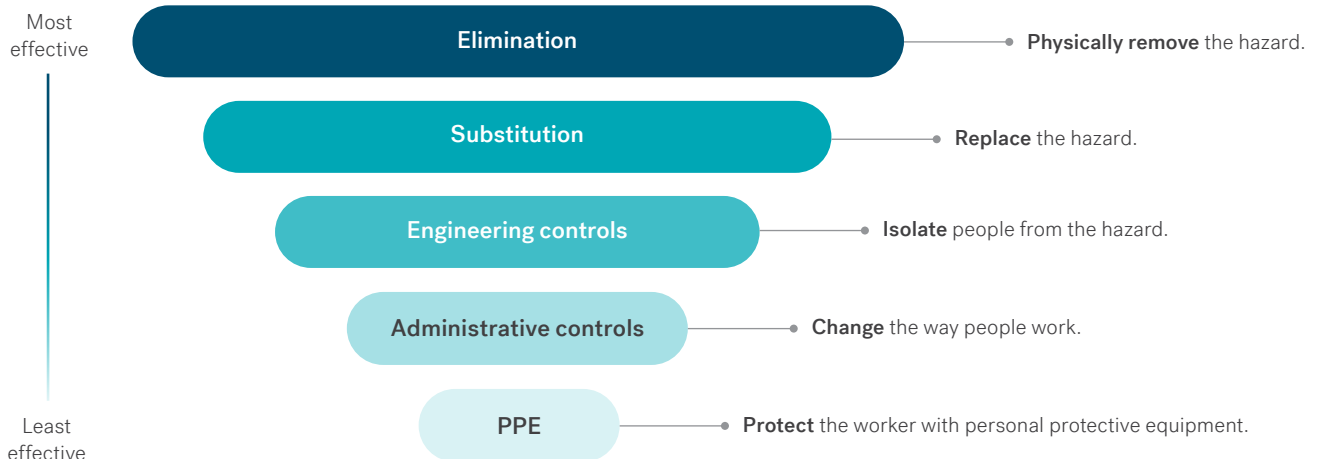 Most
effective
Elimination
Physically remove the hazard.
Substitution
Replace the hazard.
Engineering controls
Isolate people from the hazard.
Administrative controls
Change the way people work.
Least
effective
PPE
Protect the worker with personal protective equipment.